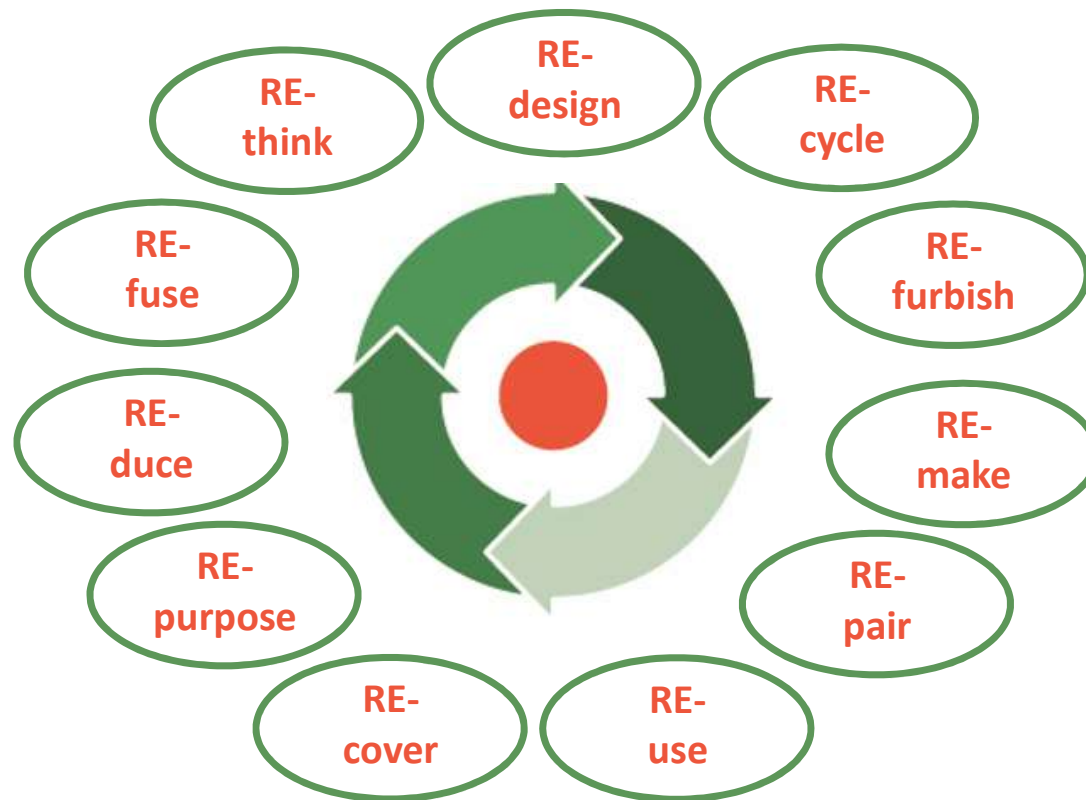 RE-
design
RE-
cycle
RE-
furbish
RE-
make
RE-
pair
RE-
use
RE-
cover
RE-
purpose
RE-
duce
RE-
fuse
RE-
think